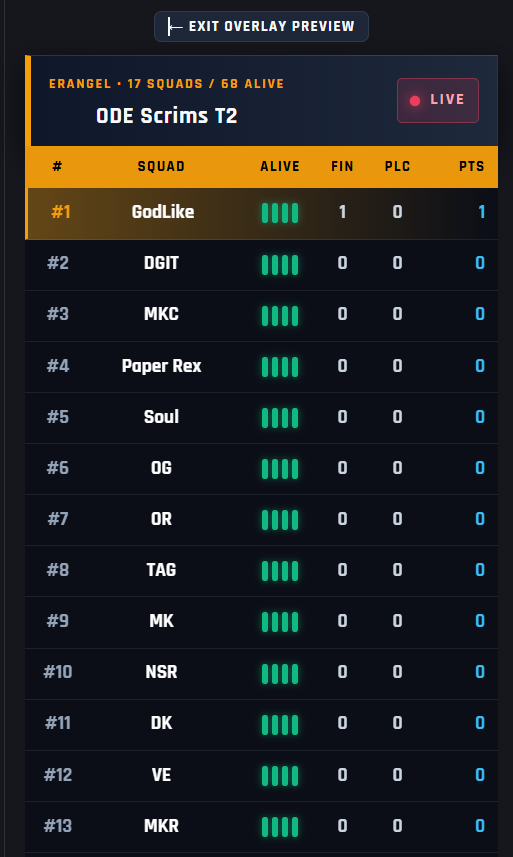 EXIT OVERLAY PREVIEW
ERANGEL • 17 SQUADS / 68 ALIVE
ODE Scrims T2
LIVE
# SQUAD ALIVE FIN PLC PTS
#1 GodLike 1 0 1
#2 DGIT 0 0 0
#3 MKC 0 0 0
#4 Paper Rex 0 0 0
#5 Soul 0 0 0
#6 OG 0 0 0
#7 OR 0 0 0
#8 TAG 0 0 0
#9 MK 0 0 0
#10 NSR 0 0 0
#11 DK 0 0 0
#12 VE 0 0 0
#13 MKR 0 0 0